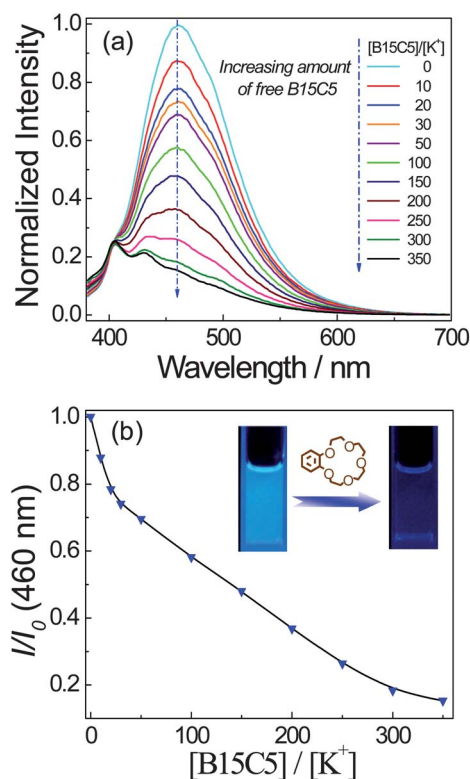 (a)
[B15C5]/[K⁺]
Increasing amount
of free B15C5
0
10
20
30
50
100
150
200
250
300
350
Normalized Intensity
1.0
0.8
0.6
0.4
0.2
0.0
400 500 600 700
Wavelength / nm
(b)
I/I₀ (460 nm)
1.0
0.8
0.6
0.4
0.2
O
O
O
O
O
0 100 200 300
[B15C5] / [K⁺]